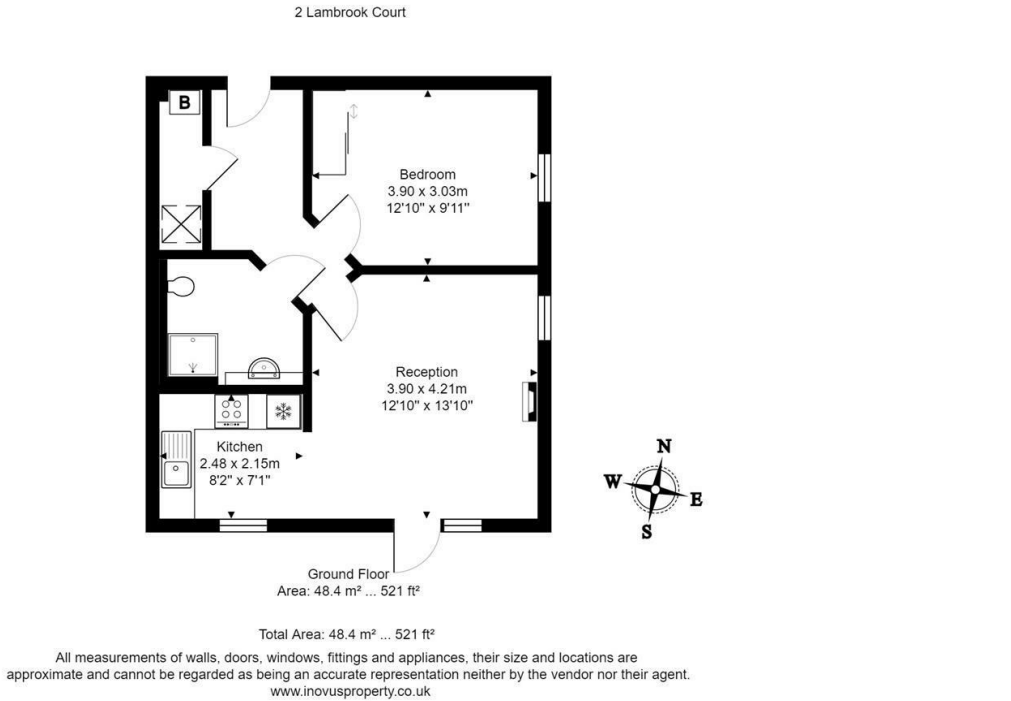 2 Lambrook Court
B
Bedroom
3.90 x 3.03m
12'10" x 9'11"
Reception
3.90 x 4.21m
12'10" x 13'10"
Kitchen
2.48 x 2.15m
8'2" x 7'1"
N
W
E
S
Ground Floor
Area: 48.4 m² ... 521 ft²
Total Area: 48.4 m² ... 521 ft²
All measurements of walls, doors, windows, fittings and appliances, their size and locations are
approximate and cannot be regarded as being an accurate representation neither by the vendor nor their agent.
www.inovusproperty.co.uk